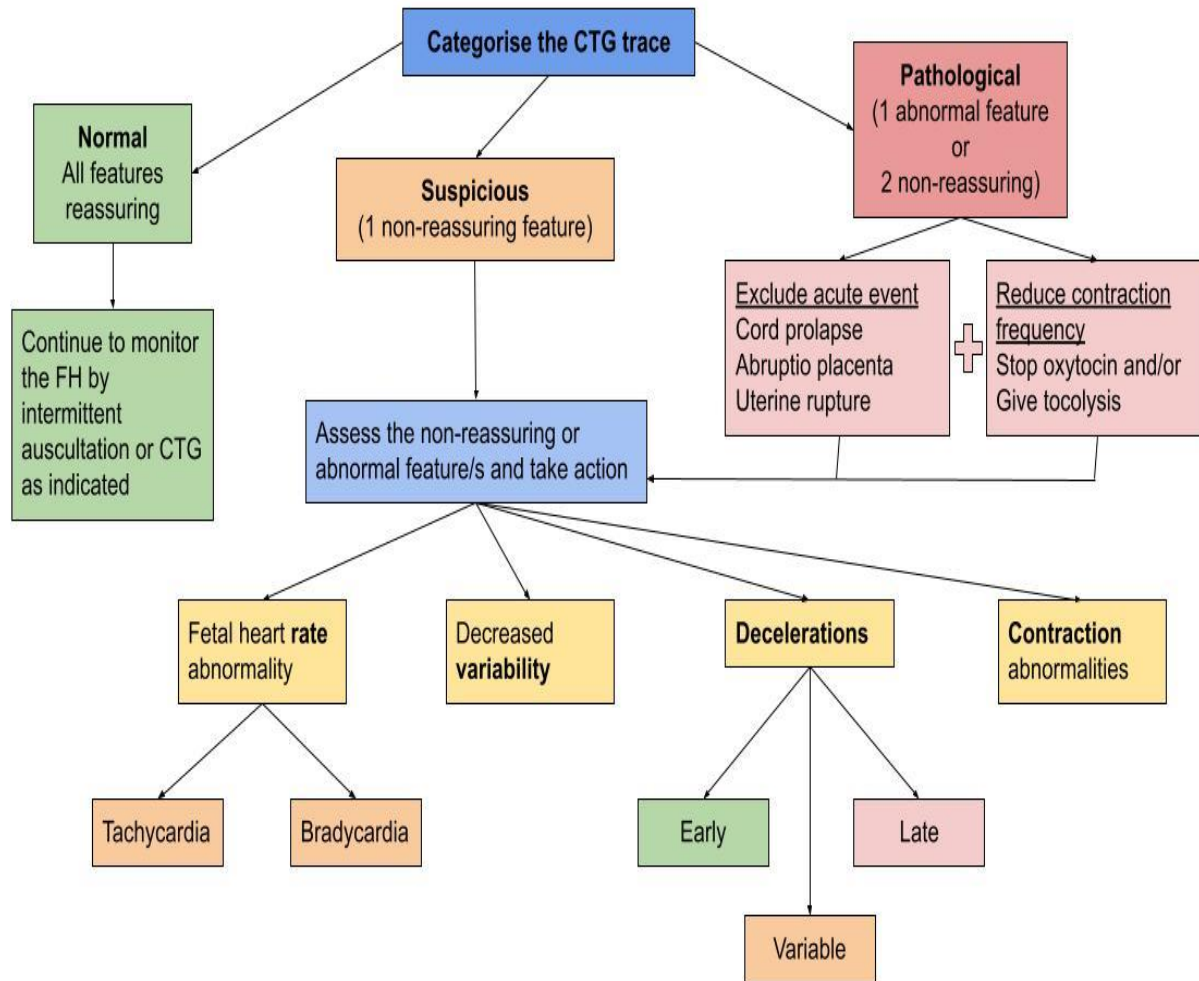 Categorise the CTG trace
Normal
All features
reassuring
Suspicious
(1 non-reassuring feature)
Pathological
(1 abnormal feature
or
2 non-reassuring)
Continue to monitor
the FH by
intermittent
auscultation or CTG
as indicated
Exclude acute event
Cord prolapse
Abruptio placenta
Uterine rupture
Reduce contraction
frequency
Stop oxytocin and/or
Give tocolysis
Assess the non-reassuring or
abnormal feature/s and take action
Fetal heart rate
abnormality
Decreased
variability
Decelerations
Contraction
abnormalities
Tachycardia
Bradycardia
Early
Late
Variable